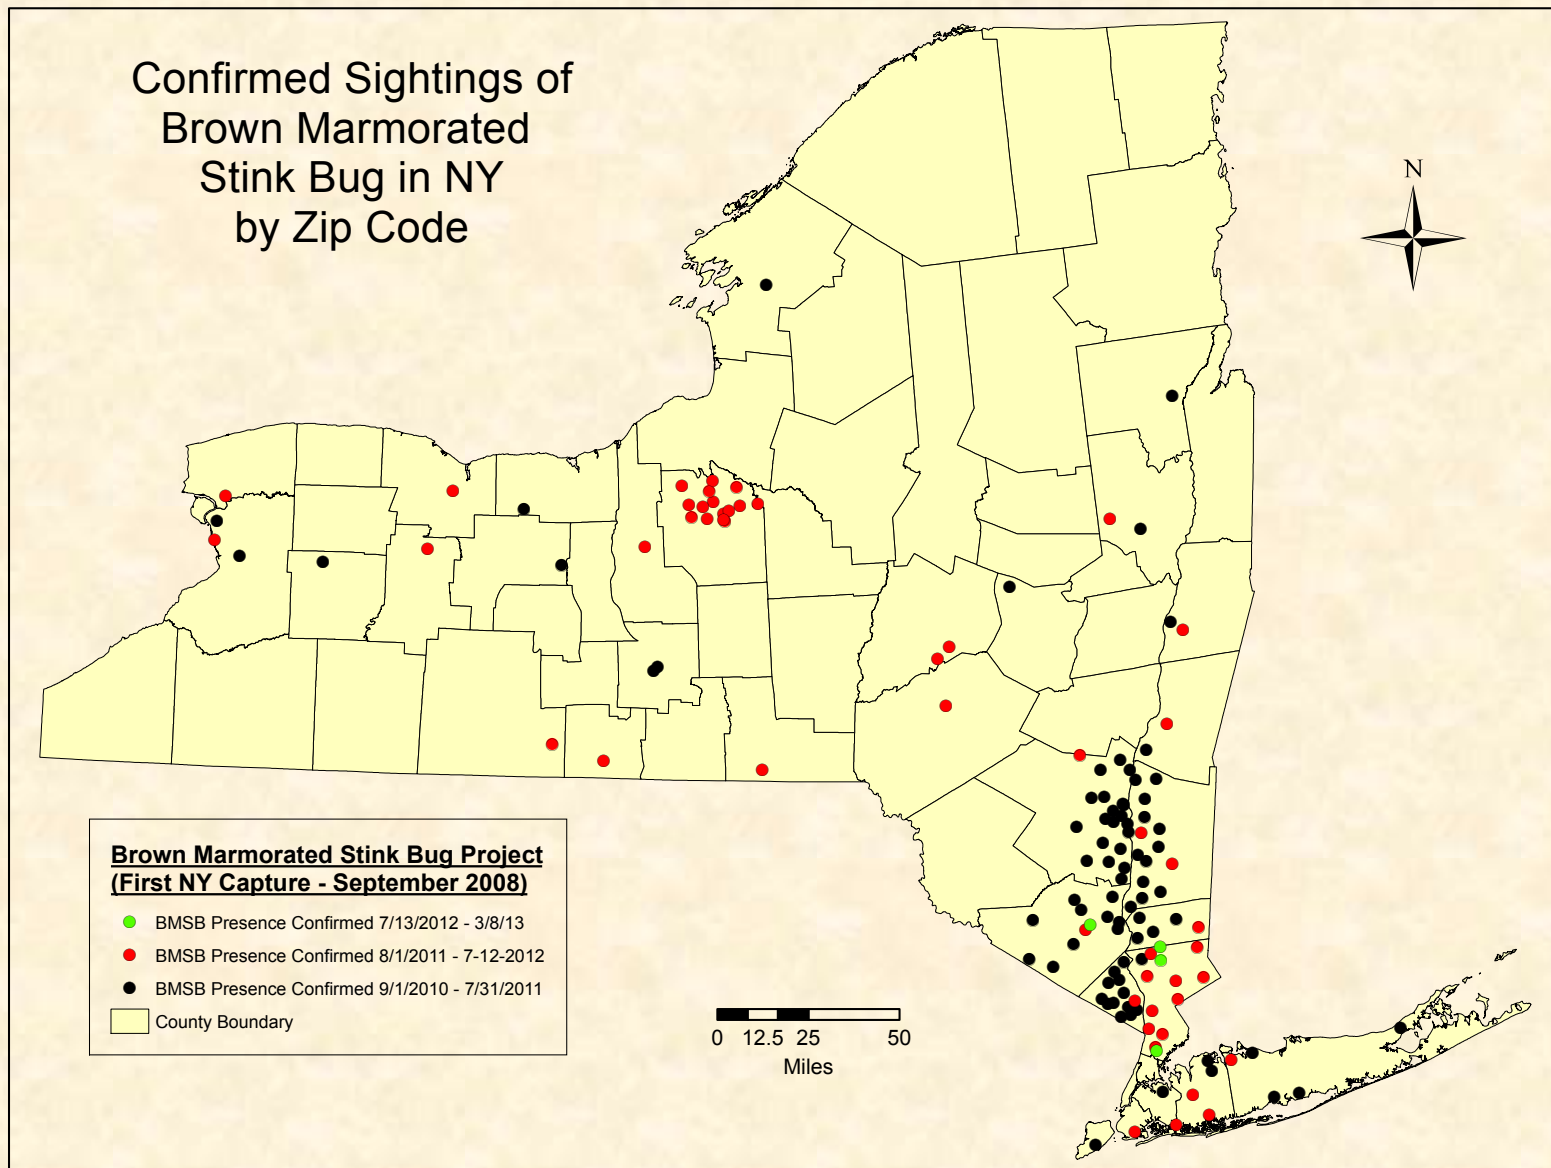 Confirmed Sightings of
Brown Marmorated
Stink Bug in NY
by Zip Code
N
Brown Marmorated Stink Bug Project
(First NY Capture - September 2008)
BMSB Presence Confirmed 7/13/2012 - 3/8/13
BMSB Presence Confirmed 8/1/2011 - 7-12-2012
BMSB Presence Confirmed 9/1/2010 - 7/31/2011
County Boundary
0 12.5 25 50
Miles